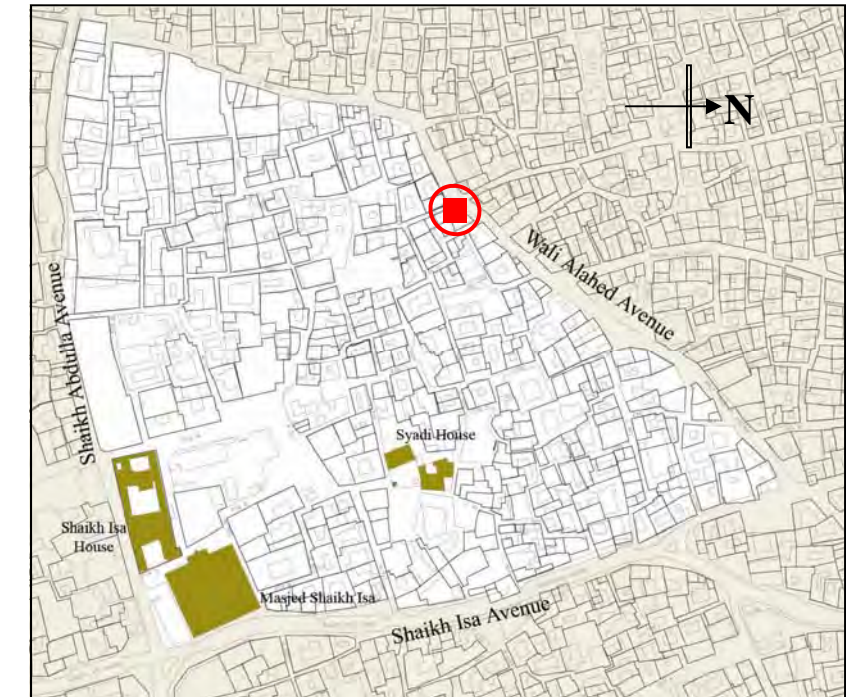 N
Wali Alahed Avenue
Shaikh Abdulla Avenue
Syadi House
Shaikh Isa
House
Masjed Shaikh Isa
Shaikh Isa Avenue